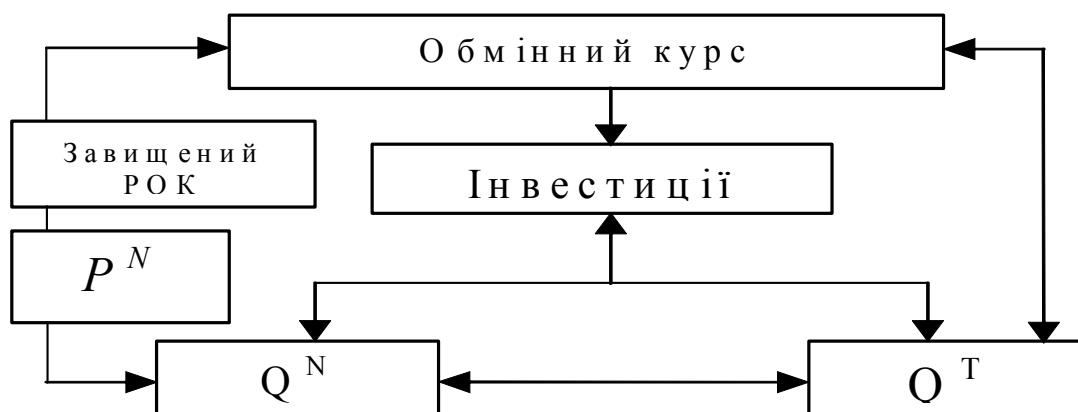 Обмінний курс
Завищений
РОК
Інвестиції
P^N
Q^N
Q^T